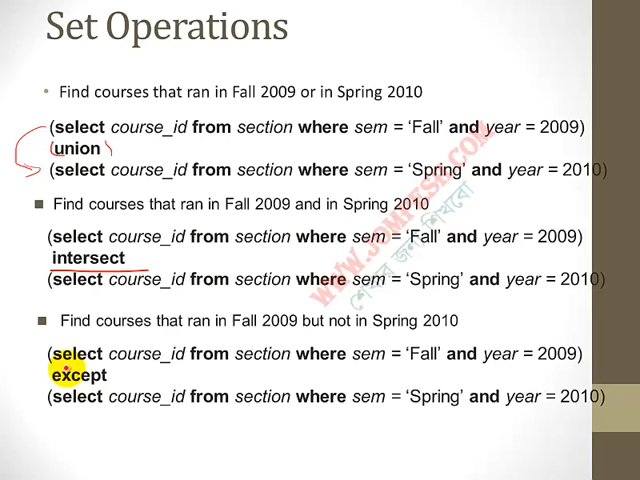 Set Operations
• Find courses that ran in Fall 2009 or in Spring 2010
(select course_id from section where sem = ‘Fall’ and year = 2009)
union
(select course_id from section where sem = ‘Spring’ and year = 2010)
■ Find courses that ran in Fall 2009 and in Spring 2010
(select course_id from section where sem = ‘Fall’ and year = 2009)
intersect
(select course_id from section where sem = ‘Spring’ and year = 2010)
■ Find courses that ran in Fall 2009 but not in Spring 2010
(select course_id from section where sem = ‘Fall’ and year = 2009)
except
(select course_id from section where sem = ‘Spring’ and year = 2010)
WWW.JOMPESH.COM
শেখার জন্য শিখবো